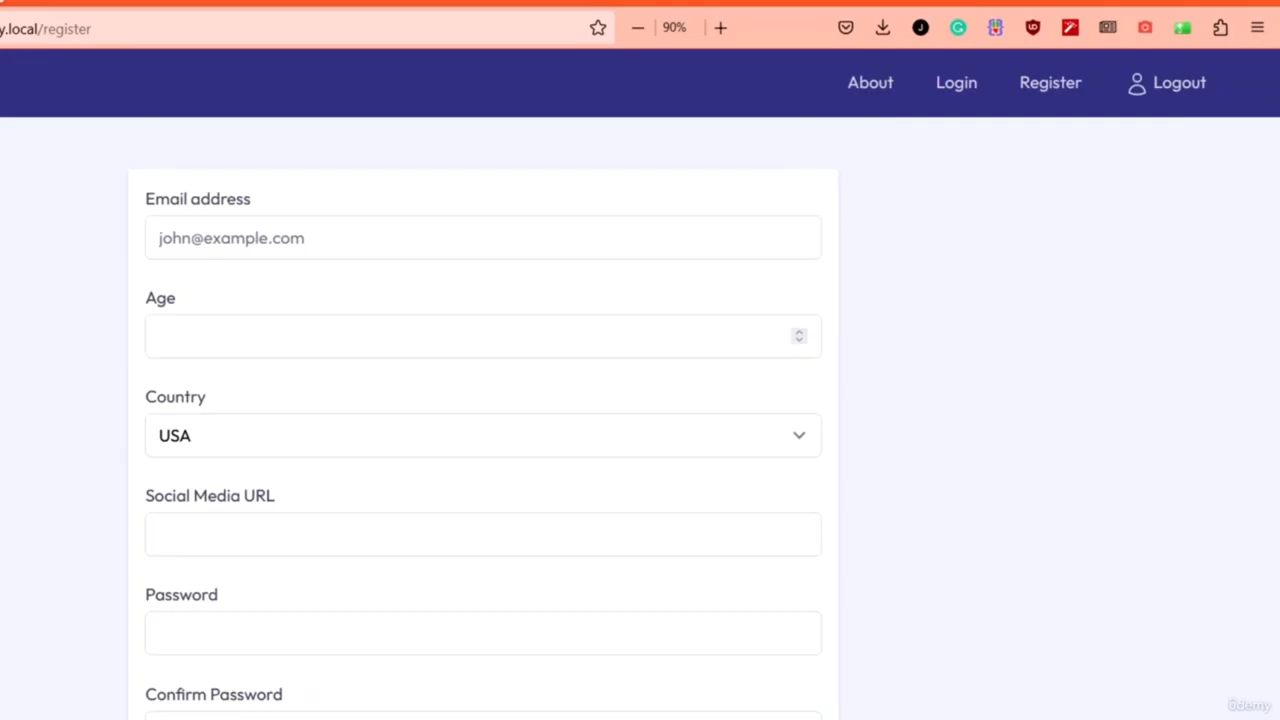 y.local/register
90%
About Login Register Logout
Email address
john@example.com
Age
Country
USA
Social Media URL
Password
Confirm Password
ûdemy